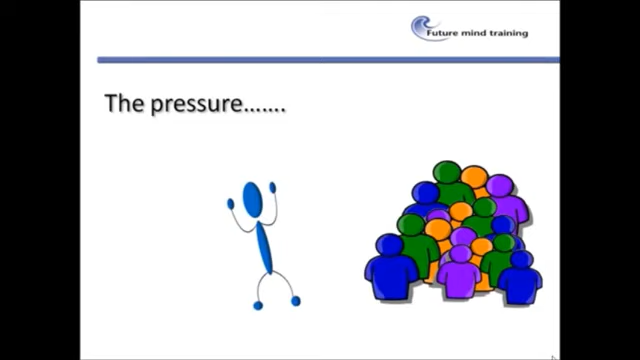 Future mind training
The pressure.......